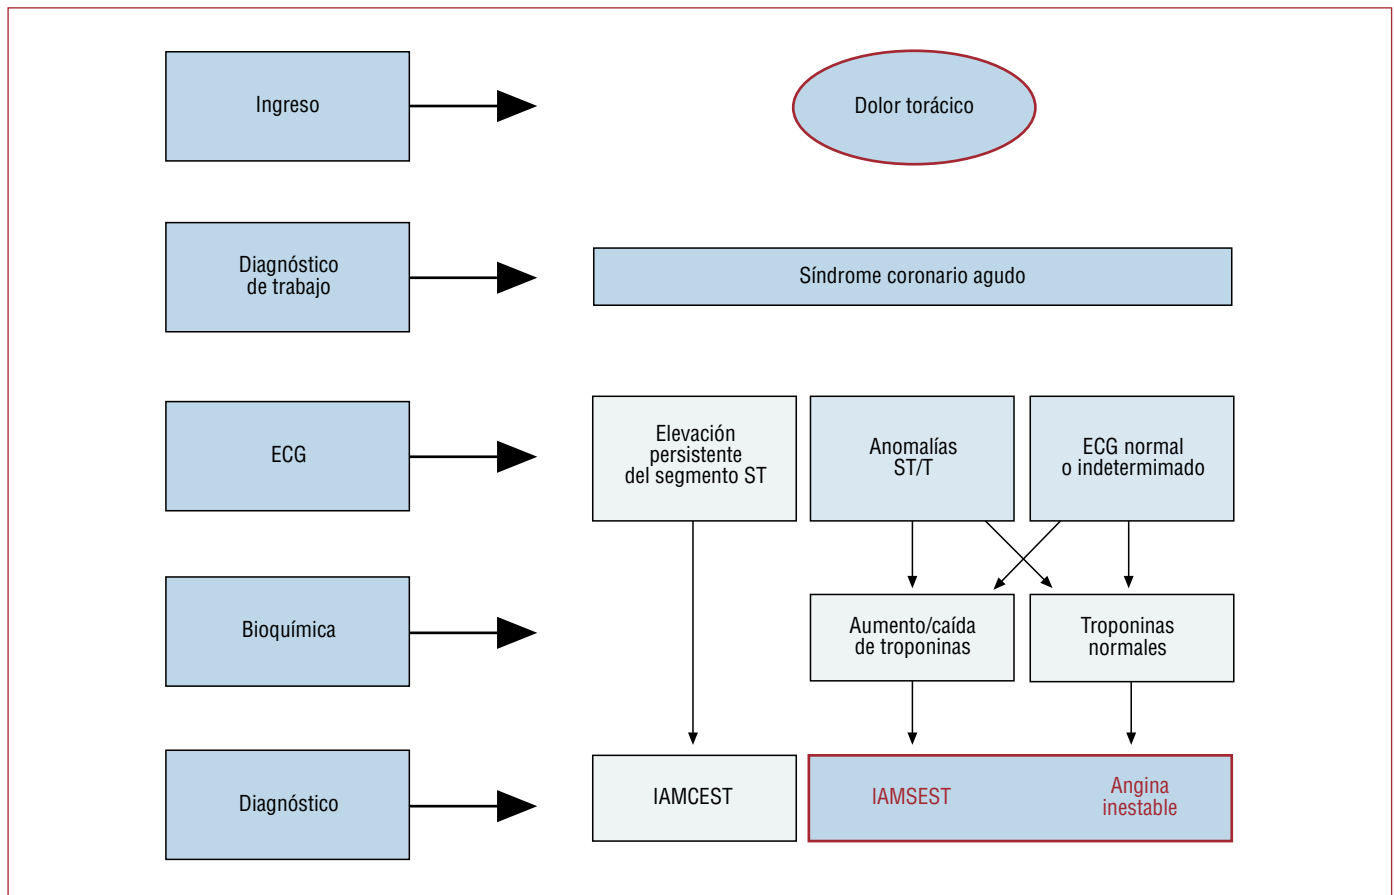 Ingreso
Dolor torácico
Diagnóstico
de trabajo
Síndrome coronario agudo
ECG
Elevación
persistente
del segmento ST
Anomalías
ST/T
ECG normal
o indetermimado
Bioquímica
Aumento/caída
de troponinas
Troponinas
normales
Diagnóstico
IAMCEST
IAMSEST
Angina
inestable